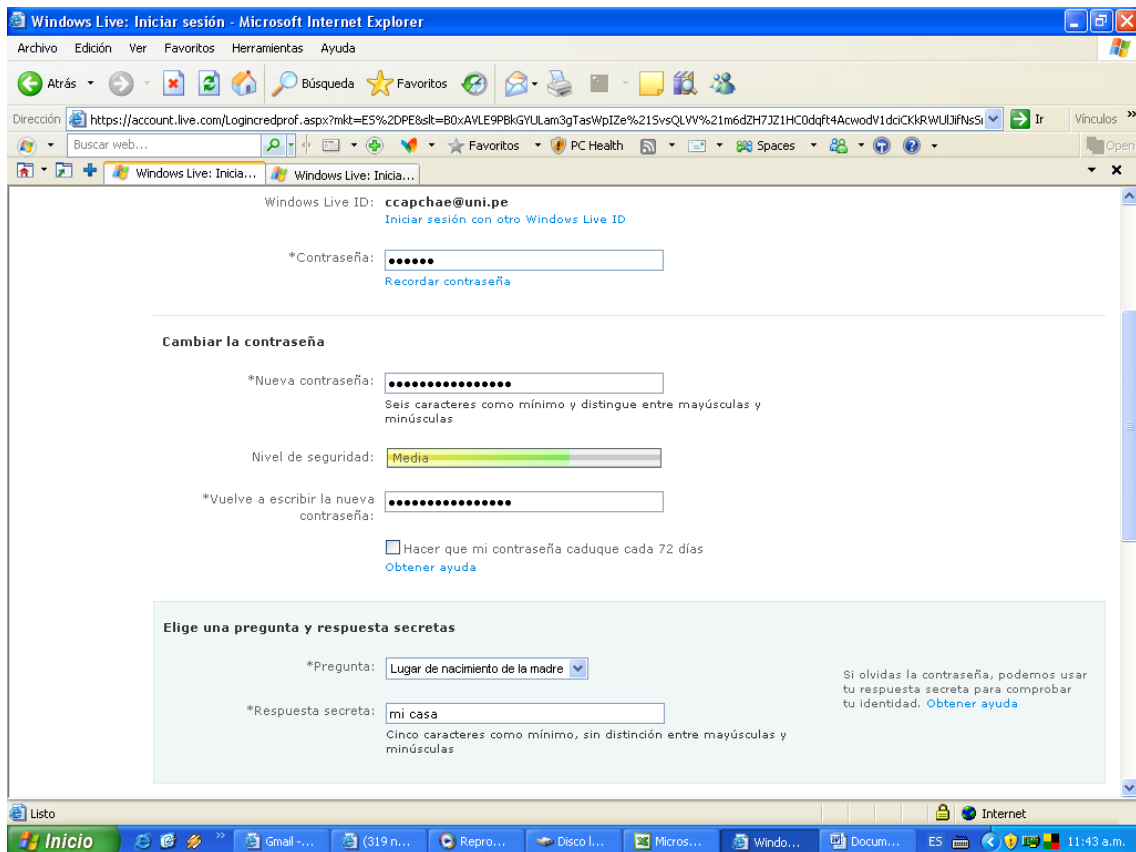 Windows Live: Iniciar sesión - Microsoft Internet Explorer
Archivo Edición Ver Favoritos Herramientas Ayuda
Atrás Búsqueda Favoritos
Dirección Ir Vínculos »
Buscar web... Favoritos PC Health Spaces Open
Windows Live: Inicia... Windows Live: Inicia...
Windows Live ID: ccapchae@uni.pe
Iniciar sesión con otro Windows Live ID
*Contraseña: ••••••
Recordar contraseña
Cambiar la contraseña
*Nueva contraseña: ••••••••••••••••
Seis caracteres como mínimo y distingue entre mayúsculas y
minúsculas
Nivel de seguridad: Media
*Vuelve a escribir la nueva
contraseña: ••••••••••••••••
Hacer que mi contraseña caduque cada 72 días
Obtener ayuda
Elige una pregunta y respuesta secretas
*Pregunta: Lugar de nacimiento de la madre
Si olvidas la contraseña, podemos usar
tu respuesta secreta para comprobar
tu identidad. Obtener ayuda
*Respuesta secreta: mi casa
Cinco caracteres como mínimo, sin distinción entre mayúsculas y
minúsculas
Listo Internet
Inicio » Gmail -... (319 n... Repro... Disco l... Micros... Windo... Docum... ES 11:43 a.m.